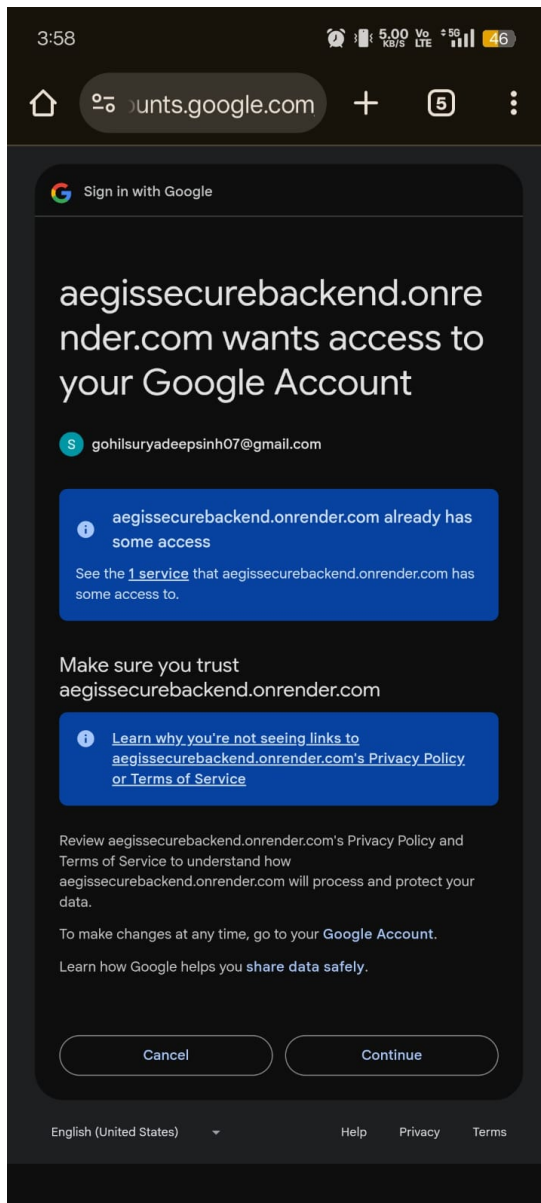 3:58
5.00 KB/S Vo LTE 5G 46
ounts.google.com
5
Sign in with Google
aegissecurebackend.onre
nder.com wants access to
your Google Account
S gohilsuryadeepsinh07@gmail.com
aegissecurebackend.onrender.com already has
some access
See the 1 service that aegissecurebackend.onrender.com has
some access to.
Make sure you trust
aegissecurebackend.onrender.com
Learn why you're not seeing links to
aegissecurebackend.onrender.com's Privacy Policy
or Terms of Service
Review aegissecurebackend.onrender.com's Privacy Policy and
Terms of Service to understand how
aegissecurebackend.onrender.com will process and protect your
data.
To make changes at any time, go to your Google Account.
Learn how Google helps you share data safely.
Cancel Continue
English (United States) Help Privacy Terms